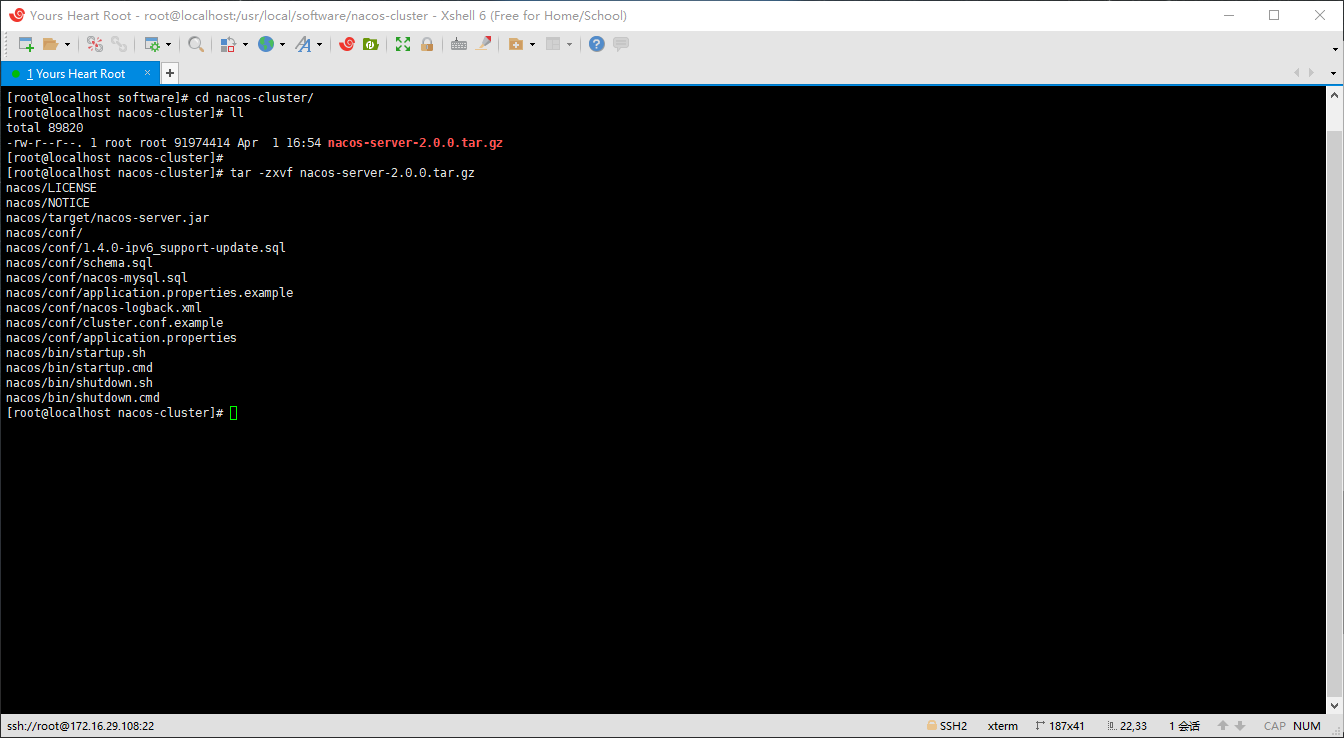 Yours Heart Root - root@localhost:/usr/local/software/nacos-cluster - Xshell 6 (Free for Home/School)
1 Yours Heart Root × +
[root@localhost software]# cd nacos-cluster/
[root@localhost nacos-cluster]# ll
total 89820
-rw-r--r--. 1 root root 91974414 Apr  1 16:54 nacos-server-2.0.0.tar.gz
[root@localhost nacos-cluster]#
[root@localhost nacos-cluster]# tar -zxvf nacos-server-2.0.0.tar.gz
nacos/LICENSE
nacos/NOTICE
nacos/target/nacos-server.jar
nacos/conf/
nacos/conf/1.4.0-ipv6_support-update.sql
nacos/conf/schema.sql
nacos/conf/nacos-mysql.sql
nacos/conf/application.properties.example
nacos/conf/nacos-logback.xml
nacos/conf/cluster.conf.example
nacos/conf/application.properties
nacos/bin/startup.sh
nacos/bin/startup.cmd
nacos/bin/shutdown.sh
nacos/bin/shutdown.cmd
[root@localhost nacos-cluster]#
ssh://root@172.16.29.108:22 SSH2 xterm 187x41 22,33 1 会话 CAP NUM